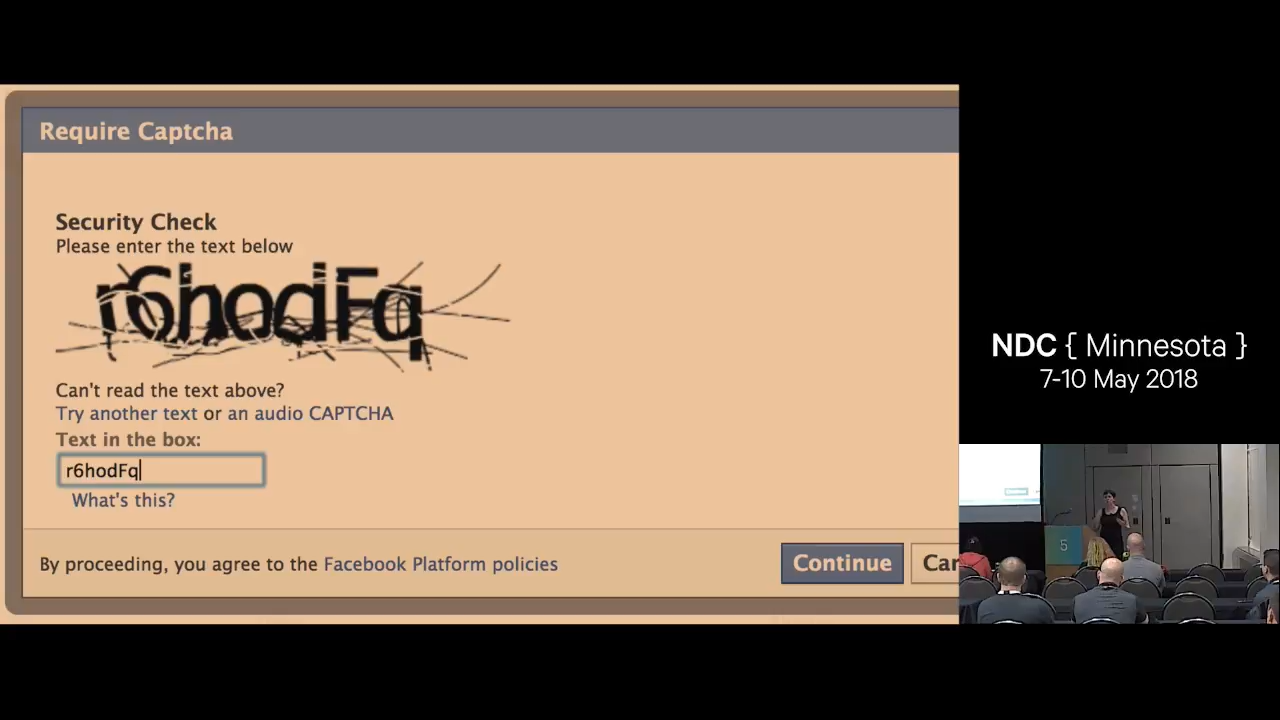 Require Captcha
Security Check
Please enter the text below
r6hodFq
Can't read the text above?
Try another text or an audio CAPTCHA
Text in the box:
r6hodFq
What's this?
By proceeding, you agree to the Facebook Platform policies
Continue
Can
NDC { Minnesota }
7-10 May 2018
5